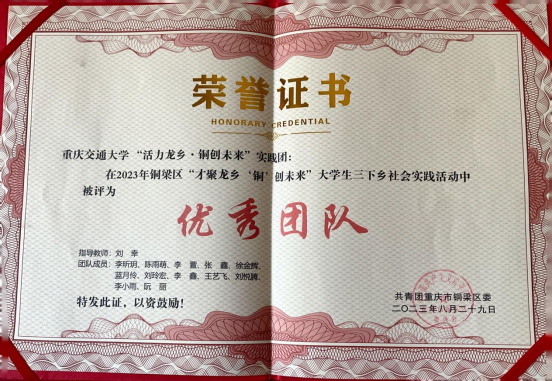 荣誉证书
HONORARY CREDENTIAL
重庆交通大学“活力龙乡·铜创未来”实践团:
在2023年铜梁区“才聚龙乡‘铜’创未来”大学生三下乡社会实践活动中
被评为
优秀团队
指导教师：刘 幸
团队成员：李昕玥、陈雨萌、李 萱、张 鑫、徐金辉、
蓝月伶、刘玲宏、李 鑫、王艺飞、刘悦腾、
李小雨、阮 丽
特发此证，以资鼓励！
共青团重庆市铜梁区委
二〇二三年八月二十九日